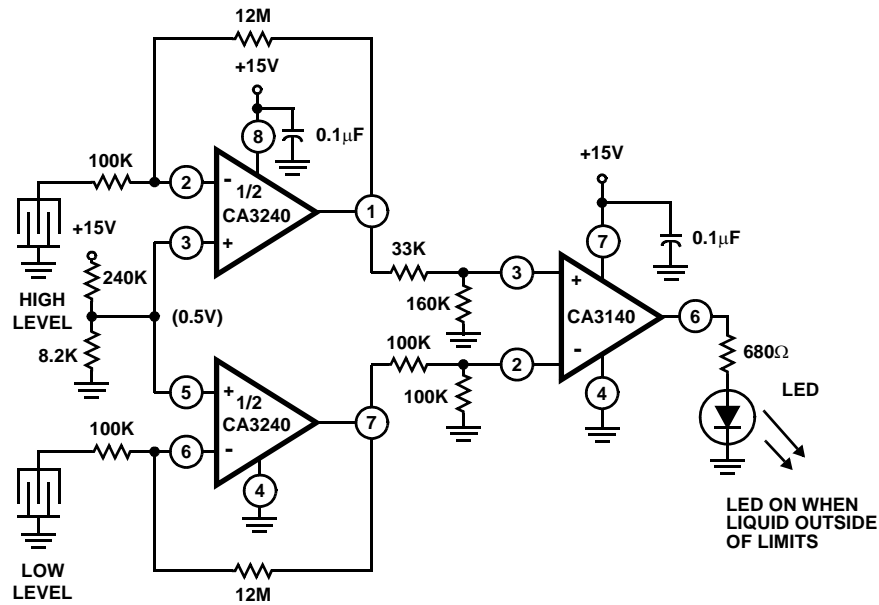 12M
+15V
8
0.1μF
100K
2
-
1/2
CA3240
1
+15V
3
+
240K
HIGH
LEVEL
(0.5V)
8.2K
33K
3
160K
+15V
7
0.1μF
+
CA3140
-
6
680Ω
LED
100K
2
100K
4
5
+
1/2
CA3240
7
100K
6
-
4
LOW
LEVEL
12M
LED ON WHEN
LIQUID OUTSIDE
OF LIMITS